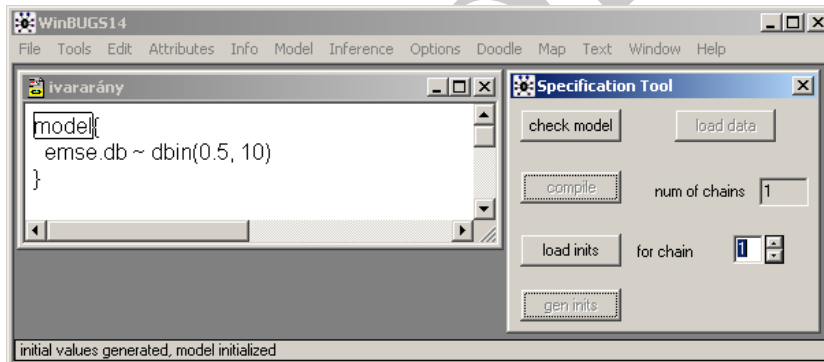 WinBUGS14
File Tools Edit Attributes Info Model Inference Options Doodle Map Text Window Help
ivararány
model{
emse.db ~ dbin(0.5, 10)
}
Specification Tool
check model load data
compile num of chains 1
load inits for chain 1
gen inits
initial values generated, model initialized